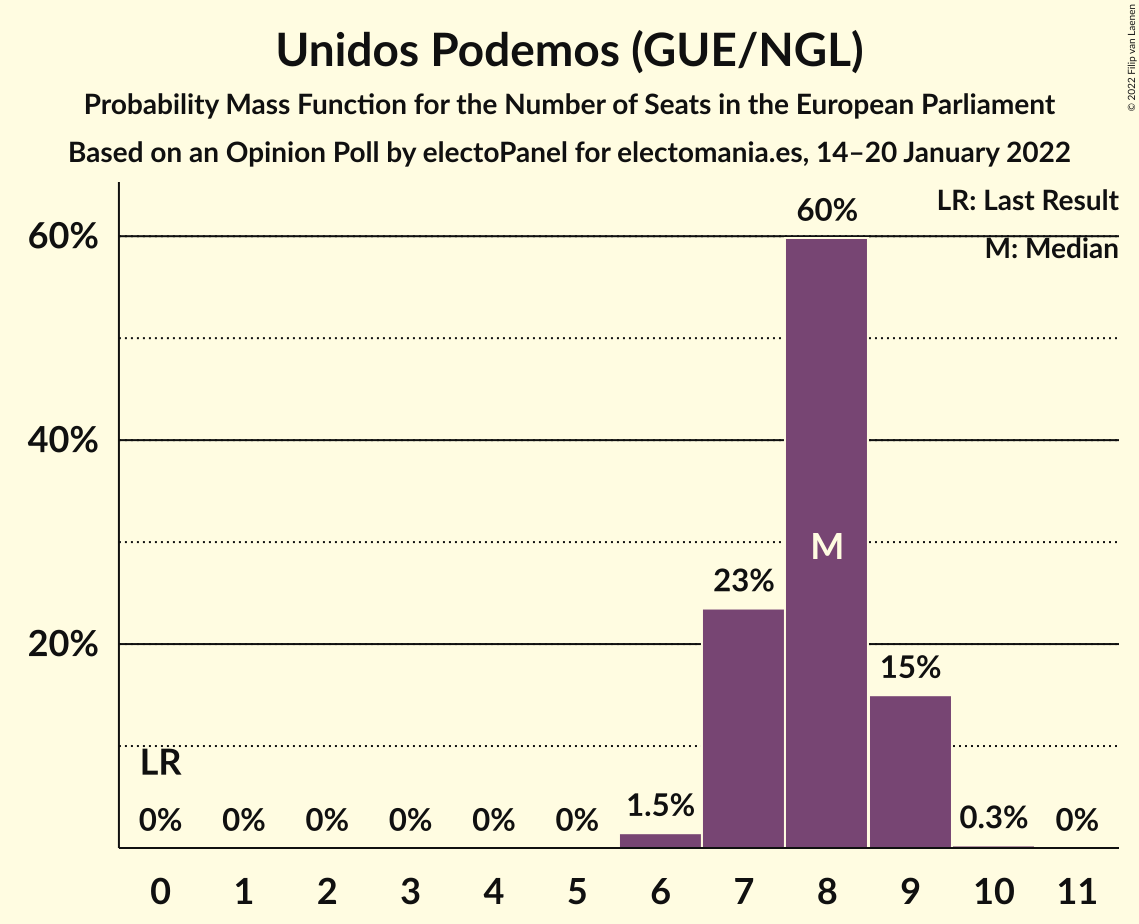 Unidos Podemos (GUE/NGL)
Probability Mass Function for the Number of Seats in the European Parliament
Based on an Opinion Poll by electoPanel for electomania.es, 14–20 January 2022
© 2022 Filip van Laenen
LR: Last Result
M: Median
60%
40%
20%
60%
M
23%
15%
LR
0% 0% 0% 0% 0% 0% 1.5% 0.3% 0%
0 1 2 3 4 5 6 7 8 9 10 11